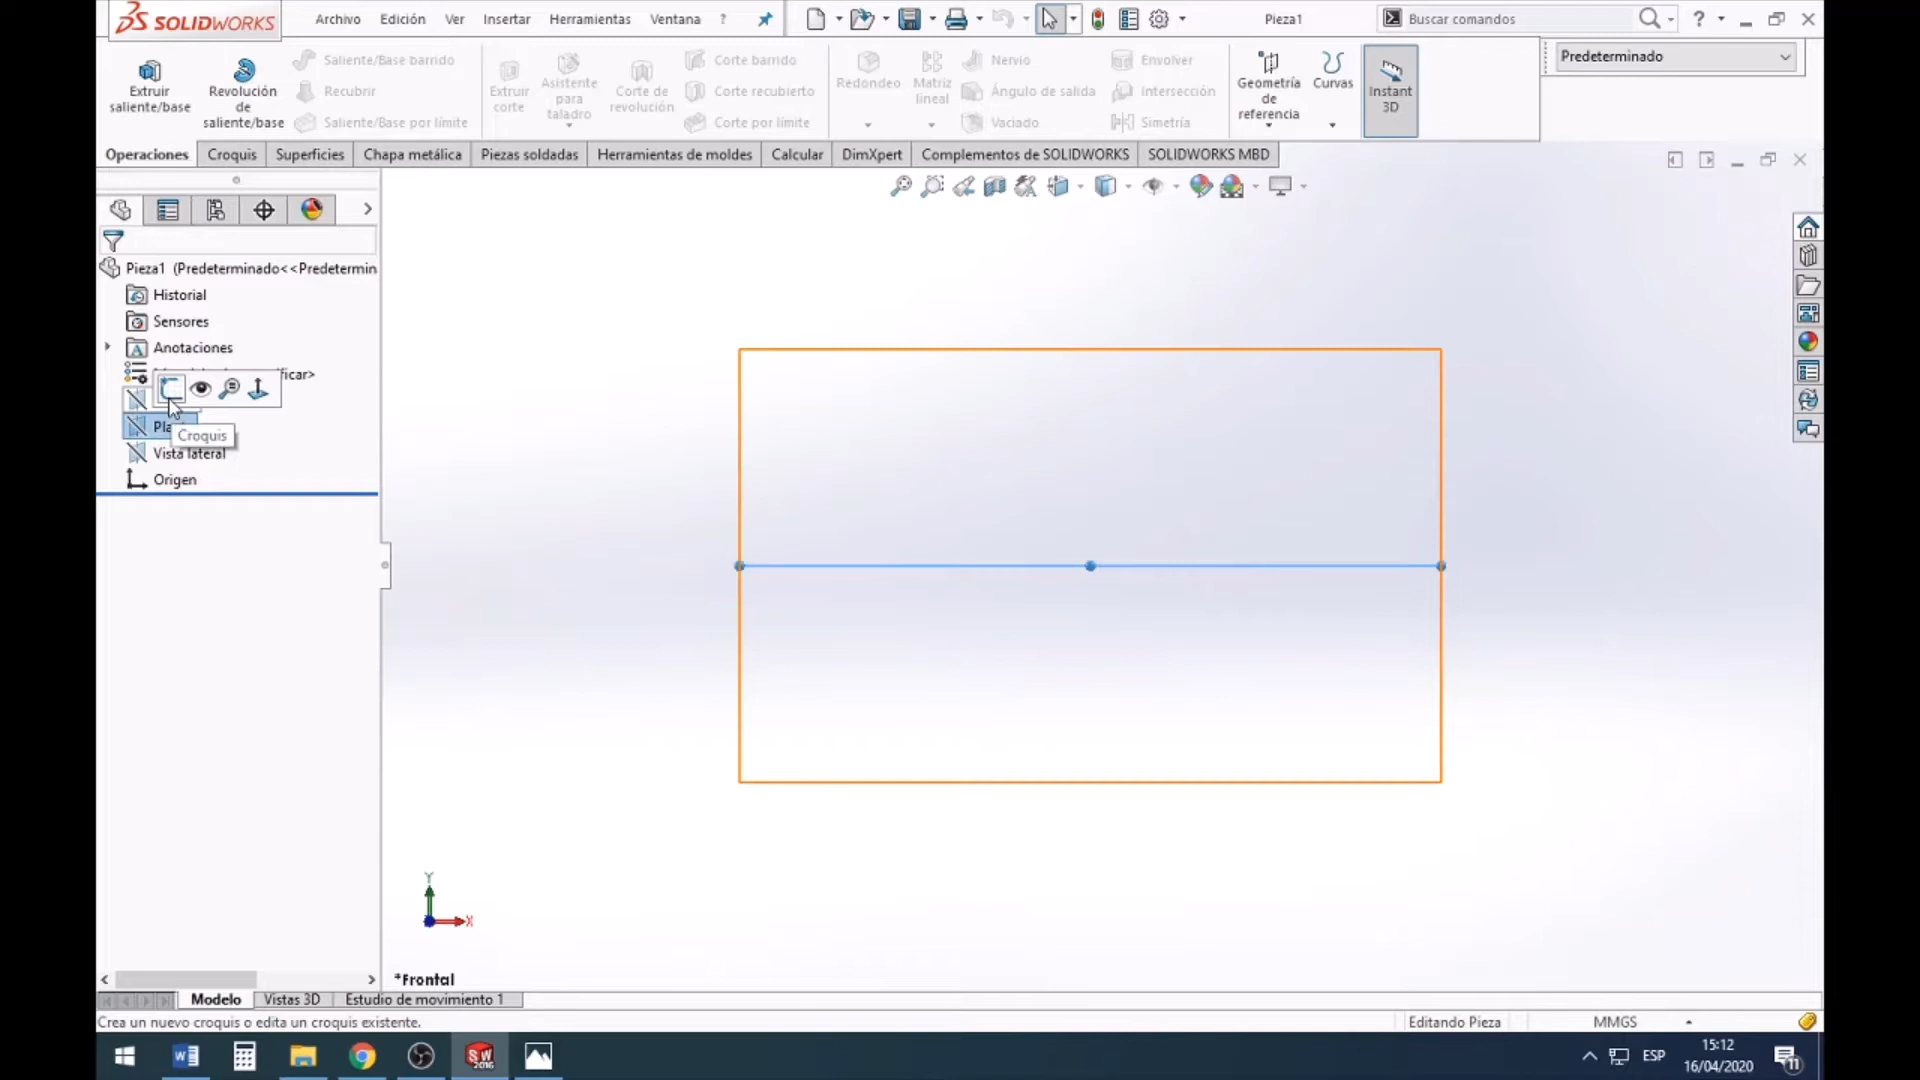 SOLIDWORKS Archivo Edición Ver Insertar Herramientas Ventana ? Pieza1 Buscar comandos ?
Extruir saliente/base
Revolución de saliente/base
Saliente/Base barrido
Recubrir
Saliente/Base por límite
Extruir corte
Asistente para taladro
Corte de revolución
Corte barrido
Corte recubierto
Corte por límite
Redondeo
Matriz lineal
Nervio
Ángulo de salida
Vaciado
Envolver
Intersección
Simetría
Geometría de referencia
Curvas
Instant 3D
Predeterminado
Operaciones Croquis Superficies Chapa metálica Piezas soldadas Herramientas de moldes Calcular DimXpert Complementos de SOLIDWORKS SOLIDWORKS MBD
Pieza1 (Predeterminado<<Predetermin
Historial
Sensores
Anotaciones
ficar>
Croquis
Vista lateral
Origen
Y
X
*Frontal
Modelo Vistas 3D Estudio de movimiento 1
Crea un nuevo croquis o edita un croquis existente. Editando Pieza MMGS
ESP 15:12
16/04/2020
11